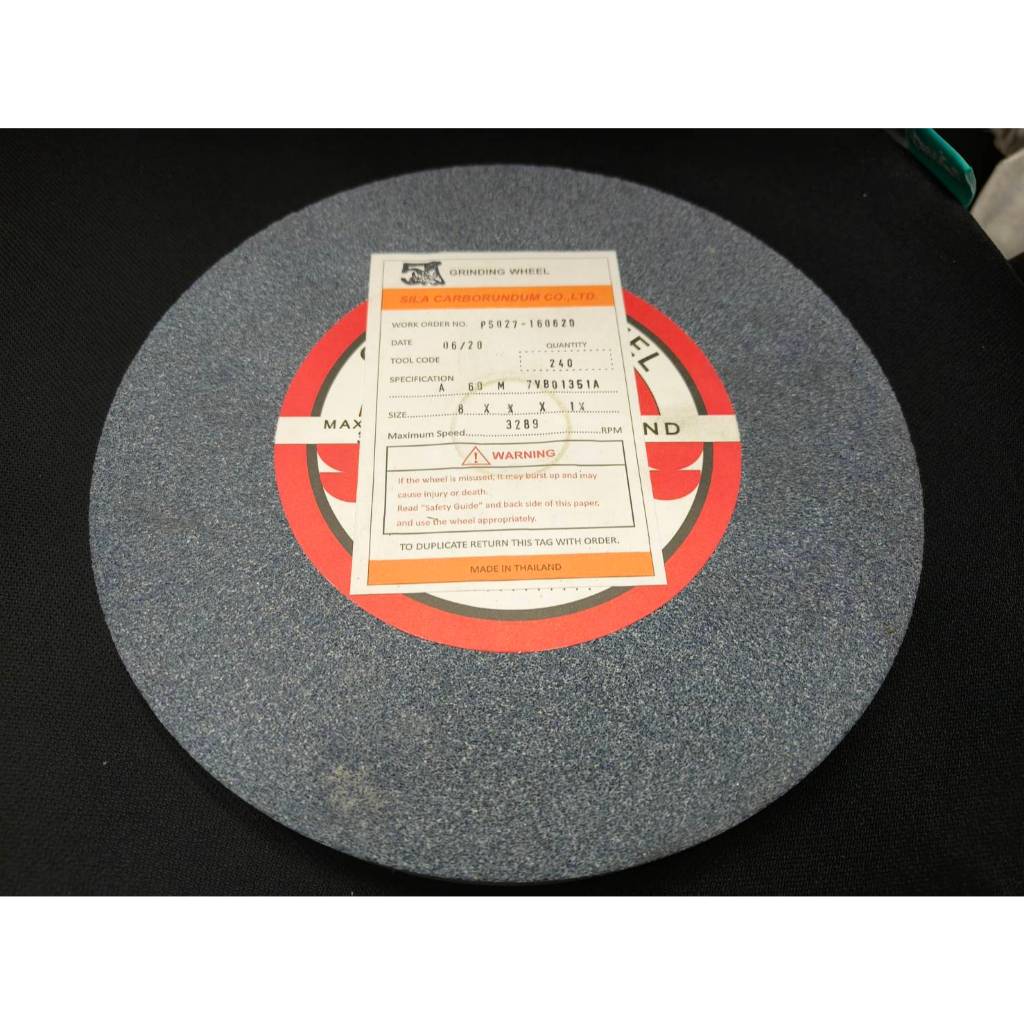 GRINDING WHEEL
SILA CARBORUNDUM CO.,LTD.
WORK ORDER NO. PS027-160620
DATE 06/20 QUANTITY
TOOL CODE 240
SPECIFICATION A 60 M 7VB01351A
SIZE 8 X X 1X
Maximum Speed 3289 RPM
WARNING
If the wheel is misused, it may burst up and may
cause injury or death.
Read "Safety Guide" and back side of this paper,
and use the wheel appropriately.
TO DUPLICATE RETURN THIS TAG WITH ORDER.
MADE IN THAILAND
EL
MAX
ND